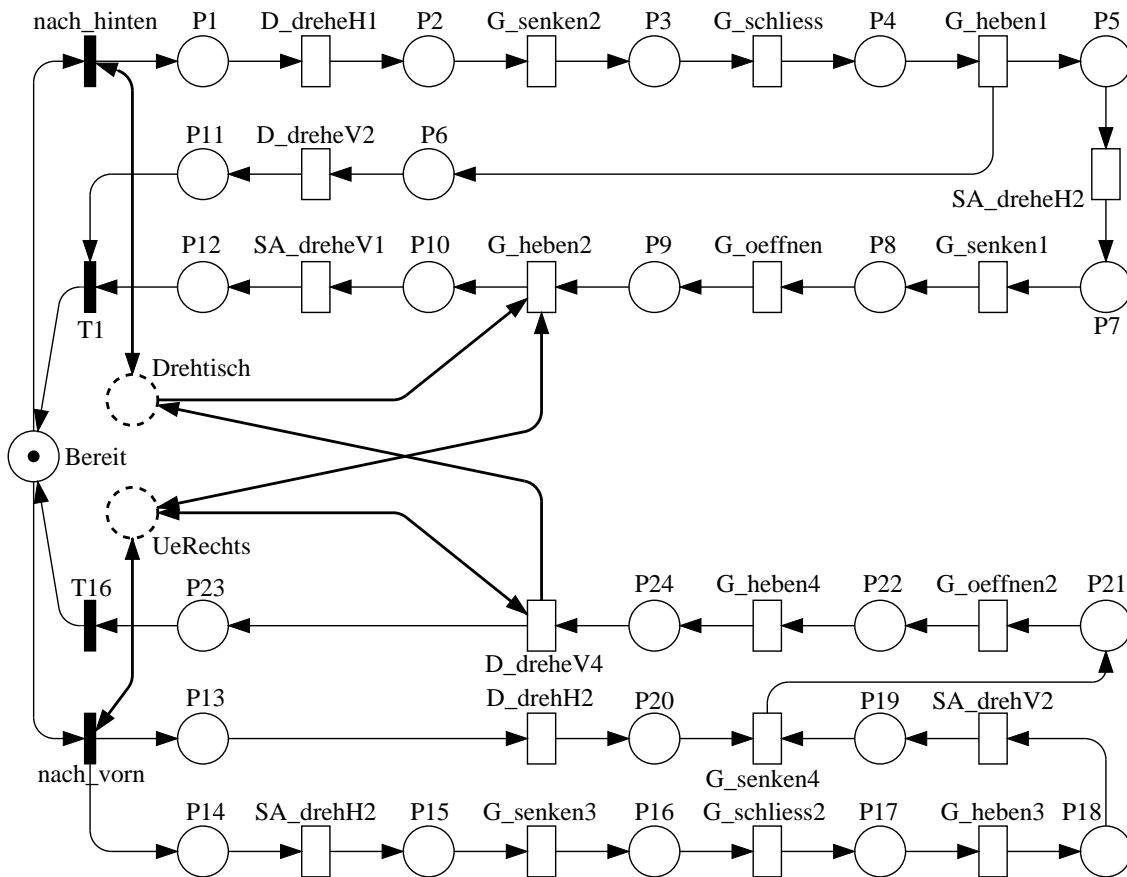 nach_hinten P1 D_dreheH1 P2 G_senken2 P3 G_schliess P4 G_heben1 P5
P11 D_dreheV2 P6
SA_dreheH2
P12 SA_dreheV1 P10 G_heben2 P9 G_oeffnen P8 G_senken1
T1
P7
Drehtisch
Bereit
UeRechts
T16 P23 P24 G_heben4 P22 G_oeffnen2 P21
D_dreheV4
P13 D_drehH2 P20 P19 SA_drehV2
nach_vorn G_senken4
P14 SA_drehH2 P15 G_senken3 P16 G_schliess2 P17 G_heben3 P18